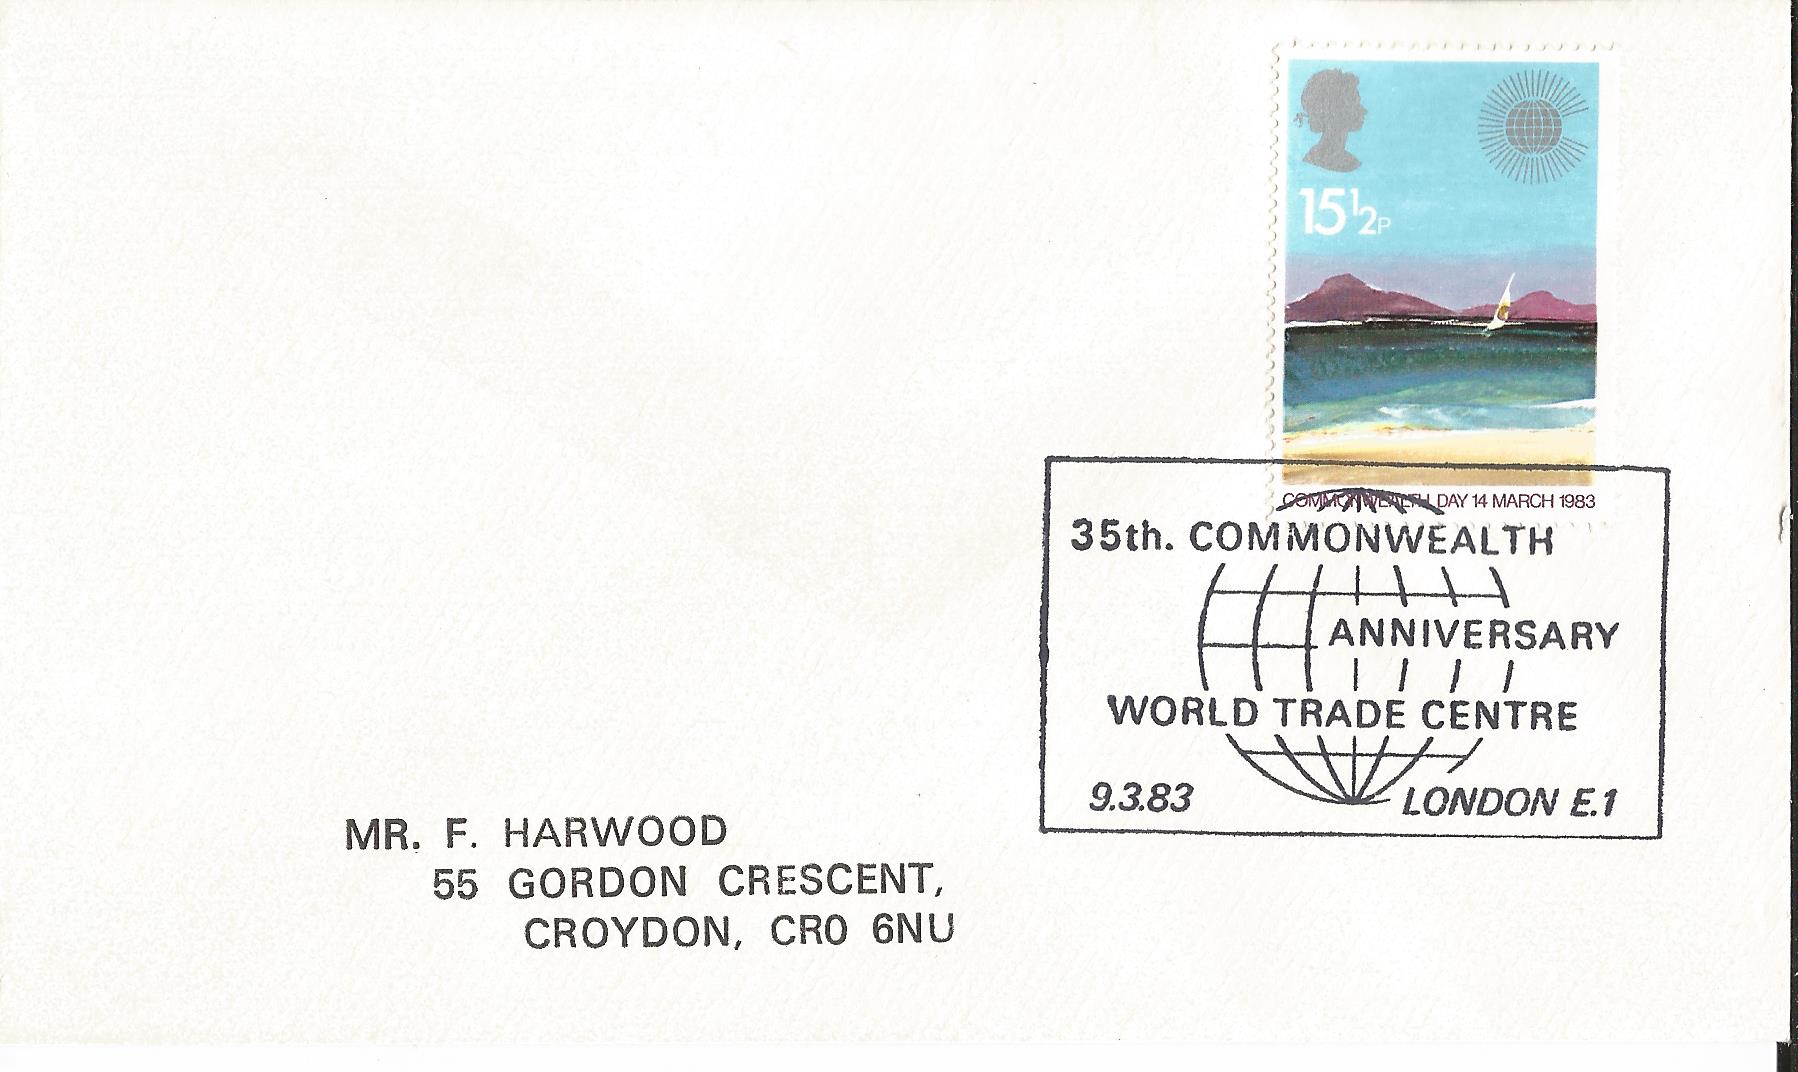 15½P
COMMONWEALTH DAY 14 MARCH 1983
35th. COMMONWEALTH
ANNIVERSARY
WORLD TRADE CENTRE
9.3.83 LONDON E.1
MR. F. HARWOOD
55 GORDON CRESCENT,
CROYDON, CR0 6NU